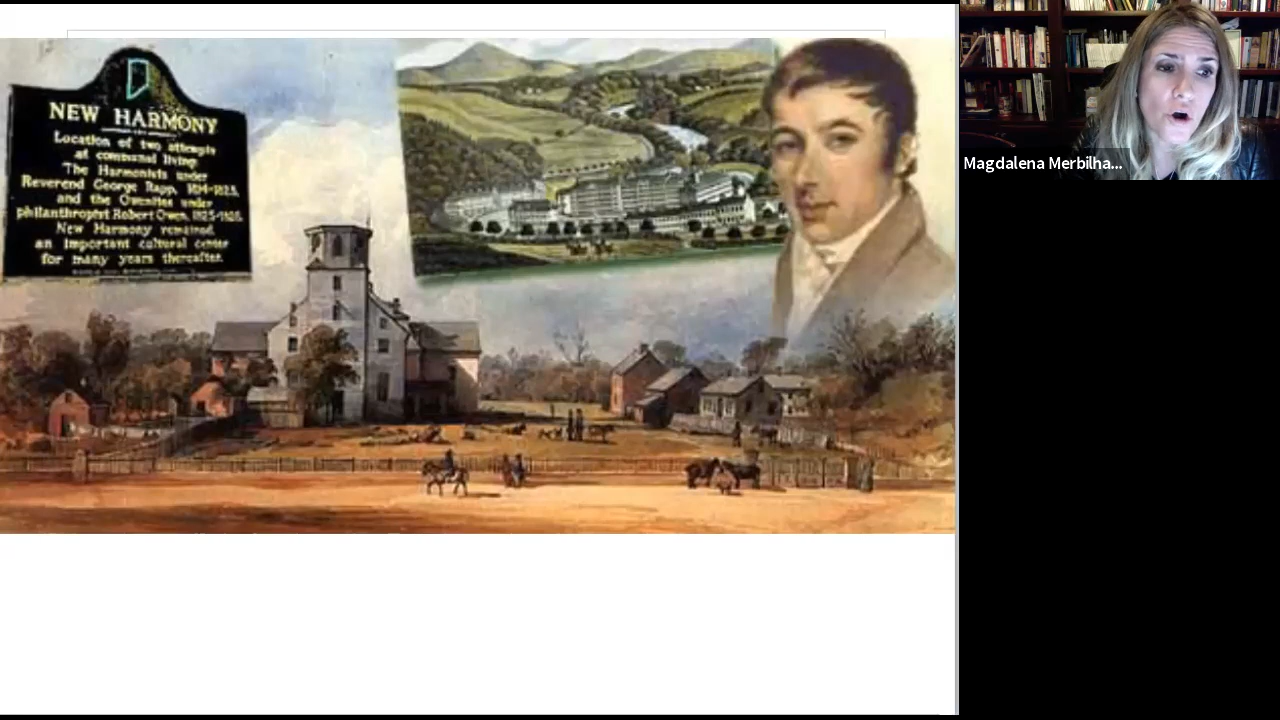 NEW HARMONY
Location of two attempts
at communal living
The Harmonists under
Reverend George Rapp, 1814-1825,
and the Owenites under
philanthropist Robert Owen, 1825-1826.
New Harmony remained
an important cultural center
for many years thereafter.
Magdalena Merbilha...